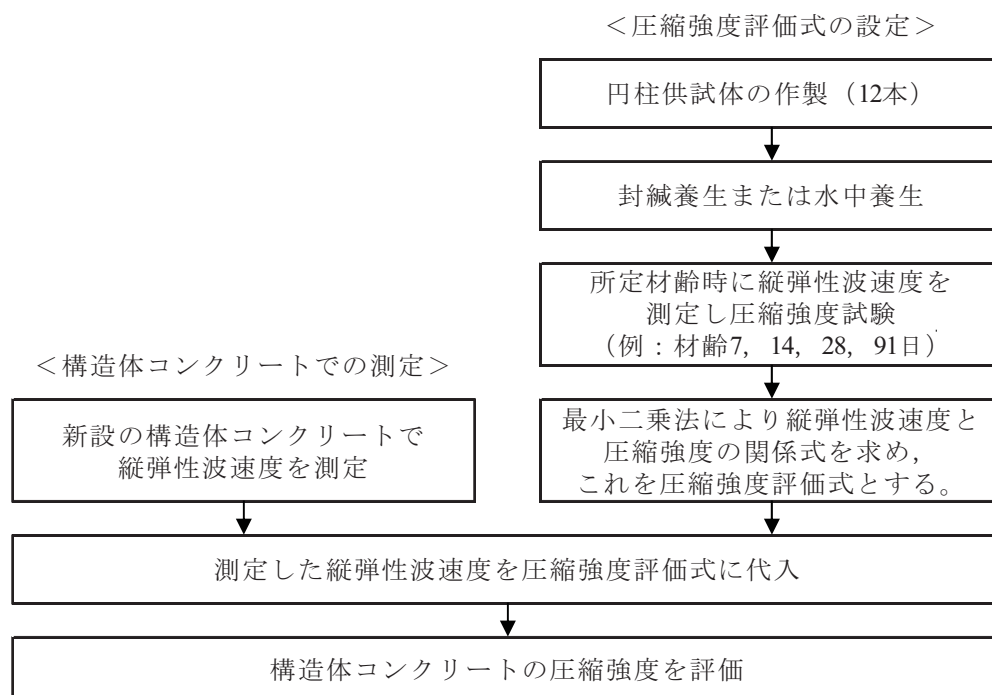 ＜圧縮強度評価式の設定＞
円柱供試体の作製（12本）
封緘養生または水中養生
所定材齢時に縦弾性波速度を
測定し圧縮強度試験
（例：材齢7，14，28，91日）
最小二乗法により縦弾性波速度と
圧縮強度の関係式を求め，
これを圧縮強度評価式とする。
＜構造体コンクリートでの測定＞
新設の構造体コンクリートで
縦弾性波速度を測定
測定した縦弾性波速度を圧縮強度評価式に代入
構造体コンクリートの圧縮強度を評価